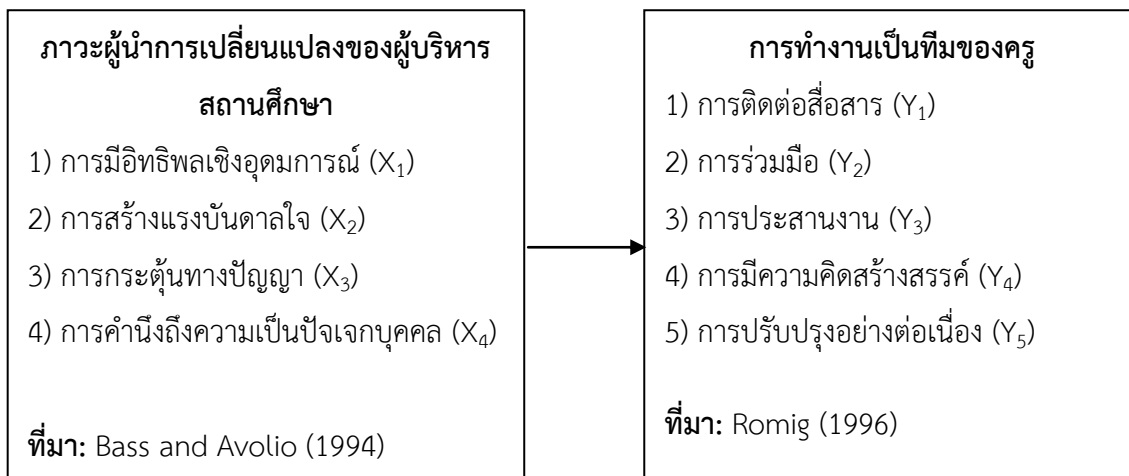 ภาวะผู้นำการเปลี่ยนแปลงของผู้บริหาร
สถานศึกษา
1) การมีอิทธิพลเชิงอุดมการณ์ (X₁)
2) การสร้างแรงบันดาลใจ (X₂)
3) การกระตุ้นทางปัญญา (X₃)
4) การคำนึงถึงความเป็นปัจเจกบุคคล (X₄)
ที่มา: Bass and Avolio (1994)
การทำงานเป็นทีมของครู
1) การติดต่อสื่อสาร (Y₁)
2) การร่วมมือ (Y₂)
3) การประสานงาน (Y₃)
4) การมีความคิดสร้างสรรค์ (Y₄)
5) การปรับปรุงอย่างต่อเนื่อง (Y₅)
ที่มา: Romig (1996)